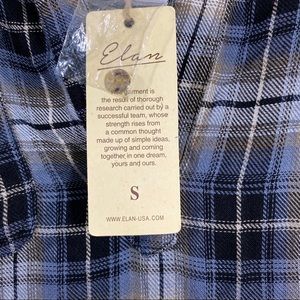 Elan
garment is
the result of thorough
research carried out by a
successful team, whose
strength rises from
a common thought
made up of simple ideas,
growing and coming
together, in one dream,
yours and ours.
S
WWW.ELAN-USA.COM